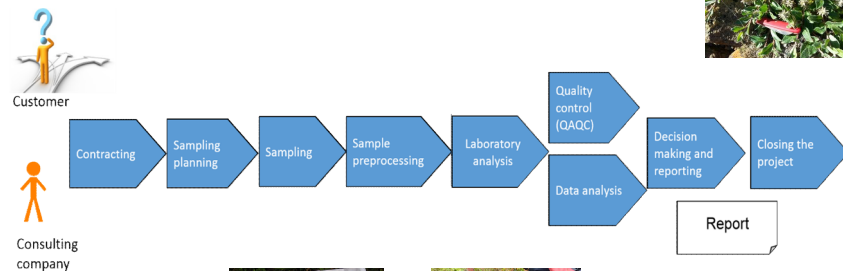 Customer
Contracting
Sampling
planning
Sampling
Sample
preprocessing
Laboratory
analysis
Quality
control
(QAQC)
Data analysis
Decision
making and
reporting
Closing the
project
Report
Consulting
company